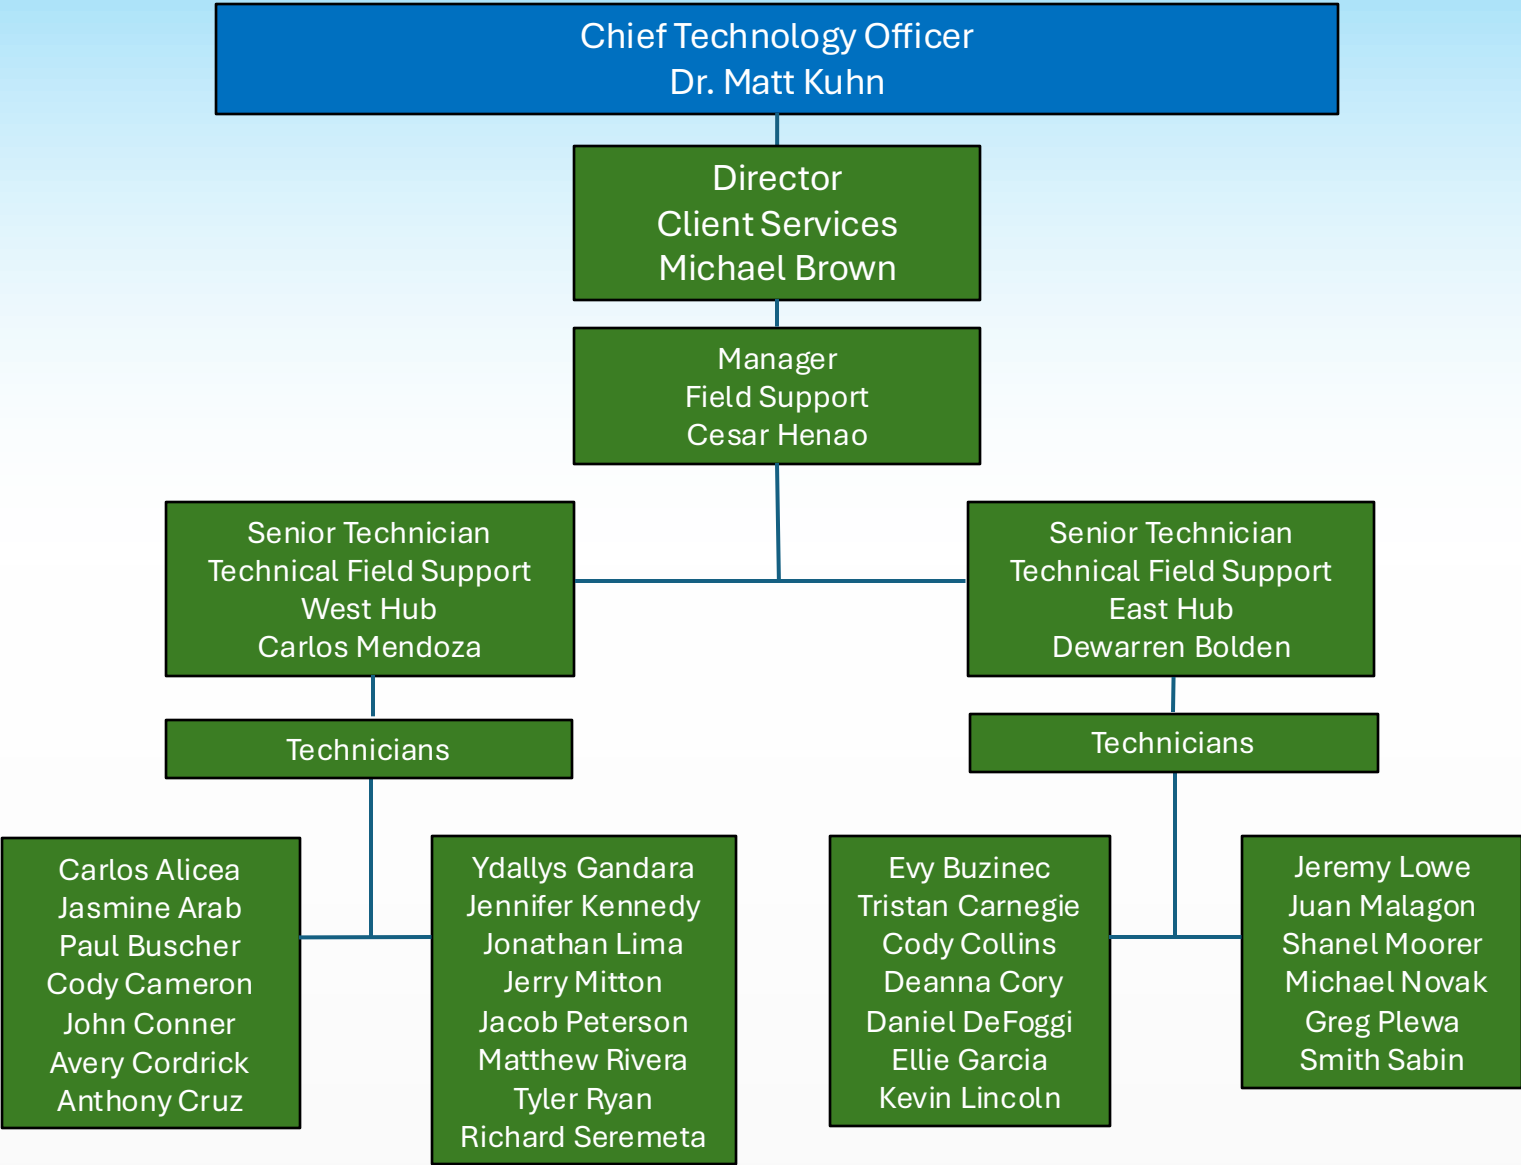 Chief Technology Officer
Dr. Matt Kuhn
Director
Client Services
Michael Brown
Manager
Field Support
Cesar Henao
Senior Technician
Technical Field Support
West Hub
Carlos Mendoza
Senior Technician
Technical Field Support
East Hub
Dewarren Bolden
Technicians
Technicians
Carlos Alicea
Jasmine Arab
Paul Buscher
Cody Cameron
John Conner
Avery Cordrick
Anthony Cruz
Ydallys Gandara
Jennifer Kennedy
Jonathan Lima
Jerry Mitton
Jacob Peterson
Matthew Rivera
Tyler Ryan
Richard Seremeta
Evy Buzinec
Tristan Carnegie
Cody Collins
Deanna Cory
Daniel DeFoggi
Ellie Garcia
Kevin Lincoln
Jeremy Lowe
Juan Malagon
Shanel Moorer
Michael Novak
Greg Plewa
Smith Sabin